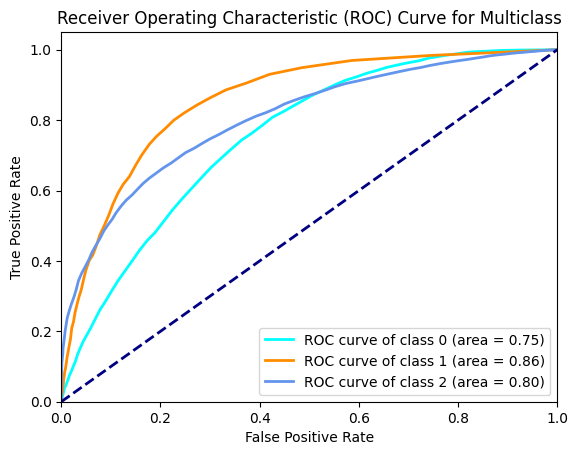 Receiver Operating Characteristic (ROC) Curve for Multiclass
True Positive Rate
1.0
0.8
0.6
0.4
0.2
0.0
ROC curve of class 0 (area = 0.75)
ROC curve of class 1 (area = 0.86)
ROC curve of class 2 (area = 0.80)
0.0 0.2 0.4 0.6 0.8 1.0
False Positive Rate